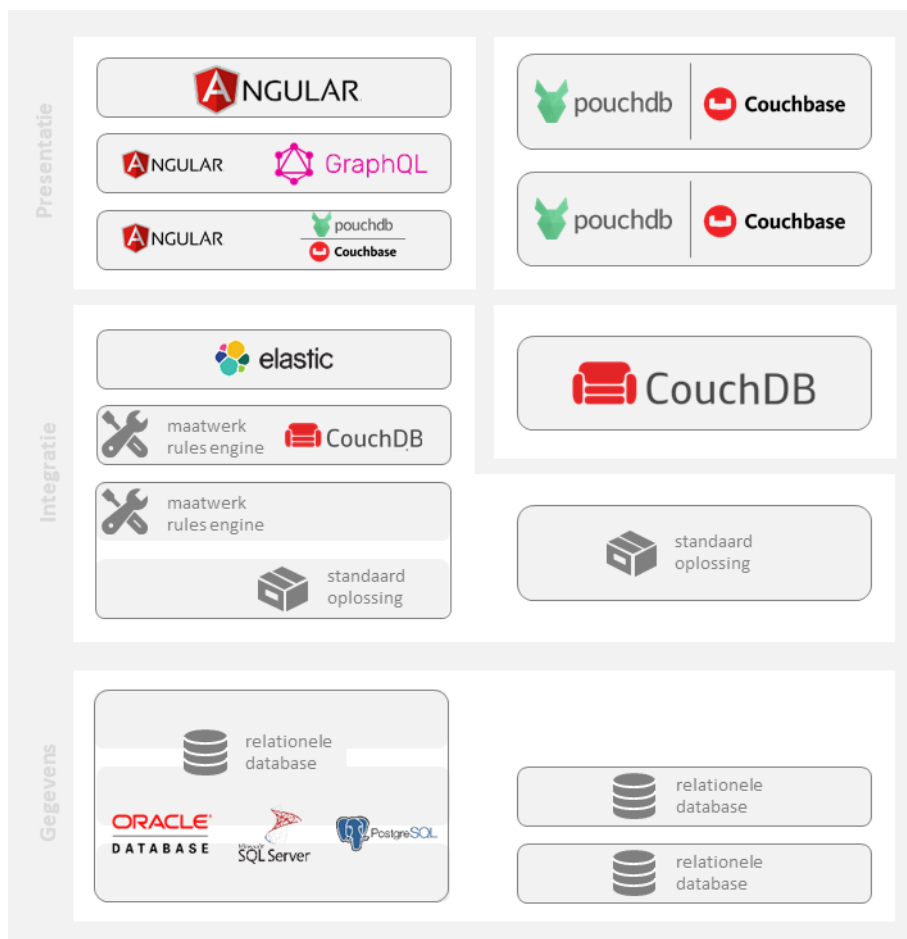 Presentatie
ANGULAR
ANGULAR GraphQL
ANGULAR pouchdb
Couchbase
pouchdb Couchbase
pouchdb Couchbase
Integratie
elastic
maatwerk
rules engine
CouchDB
maatwerk
rules engine
standaard
oplossing
CouchDB
standaard
oplossing
Gegevens
relationele
database
ORACLE
DATABASE
Microsoft
SQL Server
PostgreSQL
relationele
database
relationele
database